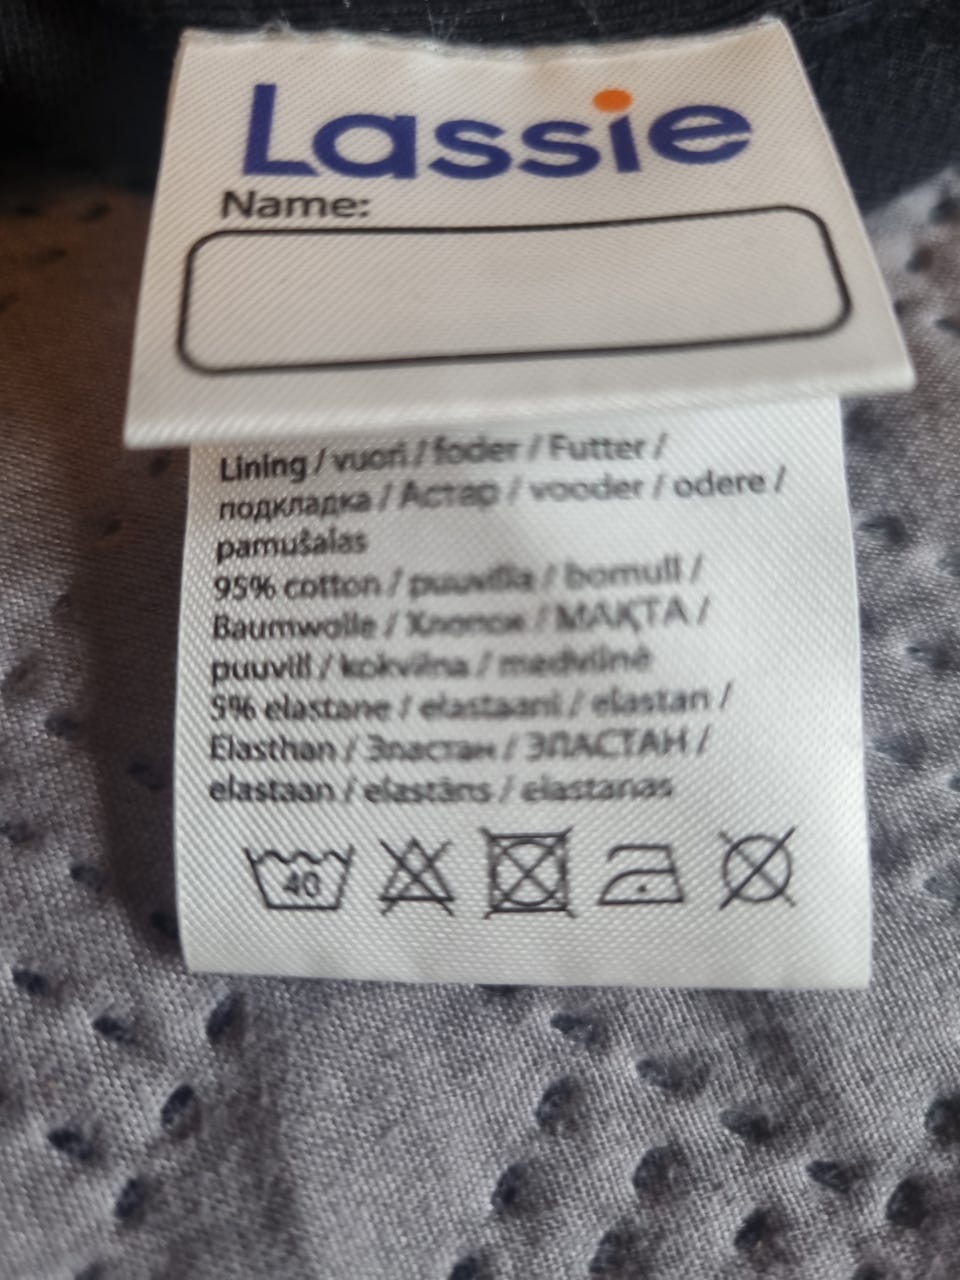 Lassie
Name:
Lining / vuori / foder / Futter /
подкладка / Астар / vooder / odere /
pamušalas
95% cotton / puuvilla / bomull /
Baumwolle / Хлопок / МАҚТА /
puuvill / kokvilna / medvilnė
5% elastane / elastaani / elastan /
Elasthan / Эластан / ЭЛАСТАН /
elastaan / elastāns / elastanas
40